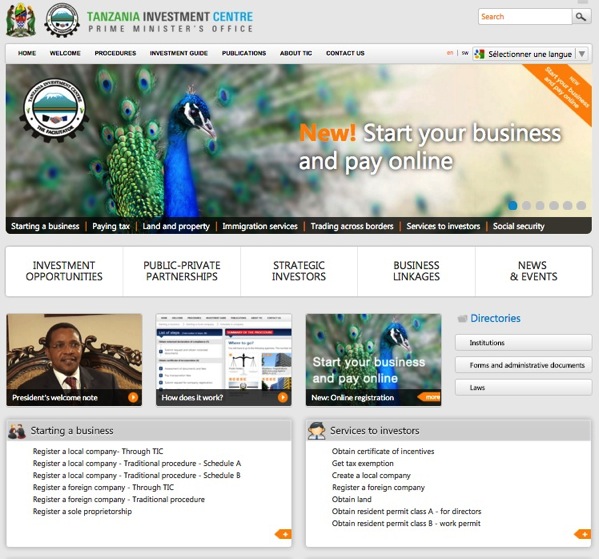 TANZANIA INVESTMENT CENTRE
PRIME MINISTER'S OFFICE
Search
HOME WELCOME PROCEDURES INVESTMENT GUIDE PUBLICATIONS ABOUT TIC CONTACT US
en | sw Sélectionner une langue
TANZANIA INVESTMENT CENTRE
THE FACILITATOR
new
Start your business
and pay online
New! Start your business
and pay online
Starting a business | Paying tax | Land and property | Immigration services | Trading across borders | Services to investors | Social security
INVESTMENT
OPPORTUNITIES
PUBLIC-PRIVATE
PARTNERSHIPS
STRATEGIC
INVESTORS
BUSINESS
LINKAGES
NEWS
& EVENTS
President's welcome note
List of steps
Where to go?
How does it work?
Start your business
and pay online
New: Online registration
more
Directories
Institutions
Forms and administrative documents
Laws
Starting a business
Register a local company- Through TIC
Register a local company - Traditional procedure - Schedule A
Register a local company - Traditional procedure - Schedule B
Register a foreign company - Through TIC
Register a foreign company - Traditional procedure
Register a sole proprietorship
Services to investors
Obtain certificate of incentives
Get tax exemption
Create a local company
Register a foreign company
Obtain land
Obtain resident permit class A - for directors
Obtain resident permit class B - work permit